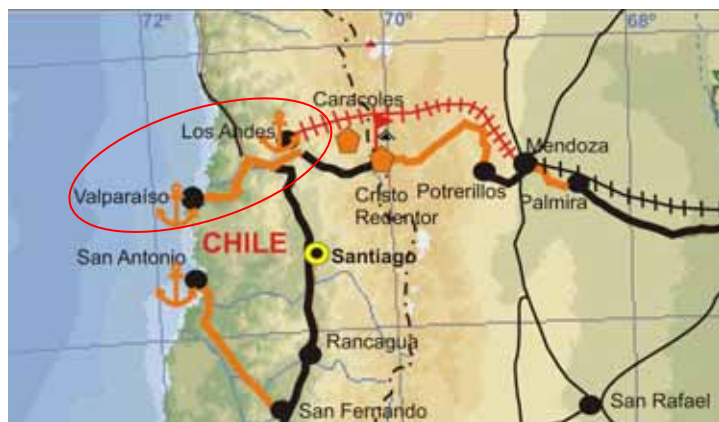 72°
70°
68°
Caracoles
Los Andes
Mendoza
Valparaíso
Cristo
Redentor
Potrerillos
Palmira
CHILE
San Antonio
Santiago
Rancagua
San Rafael
San Fernando